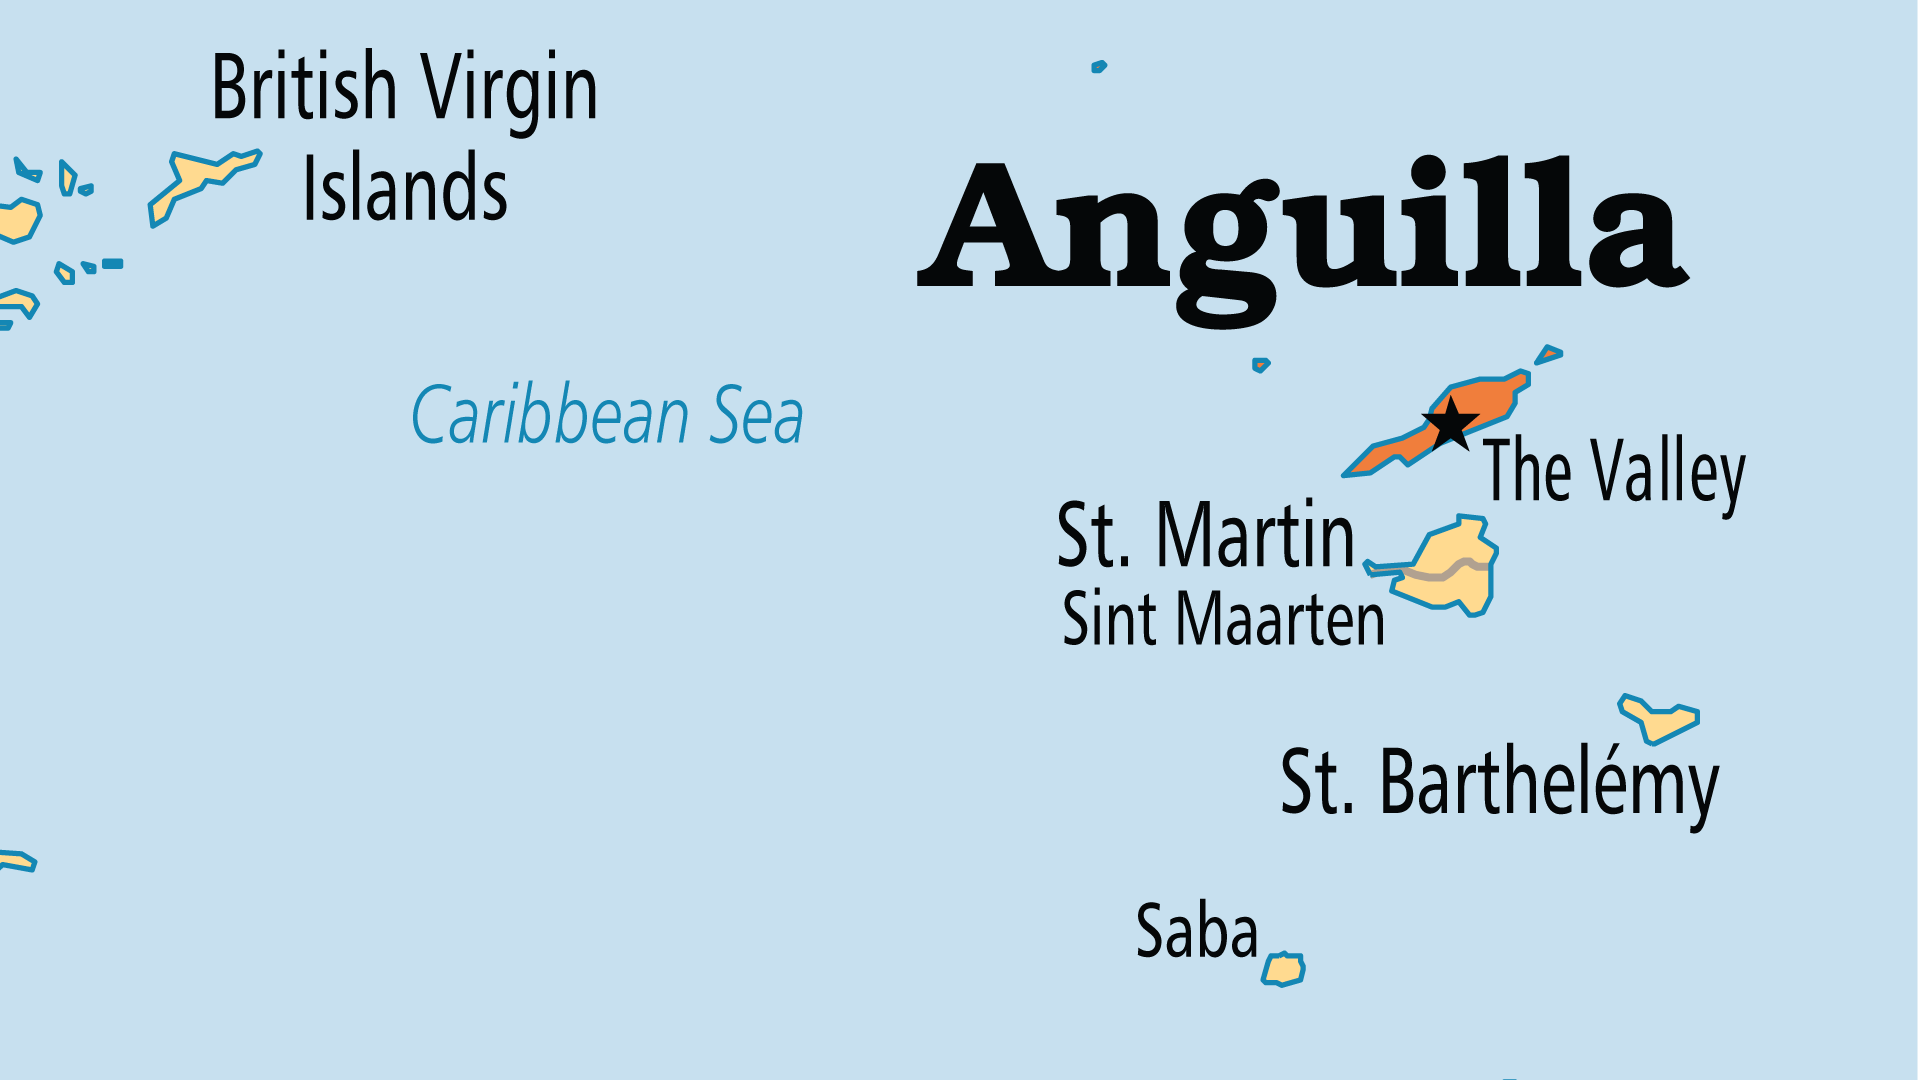 British Virgin
Islands
Anguilla
Caribbean Sea
The Valley
St. Martin
Sint Maarten
St. Barthelémy
Saba